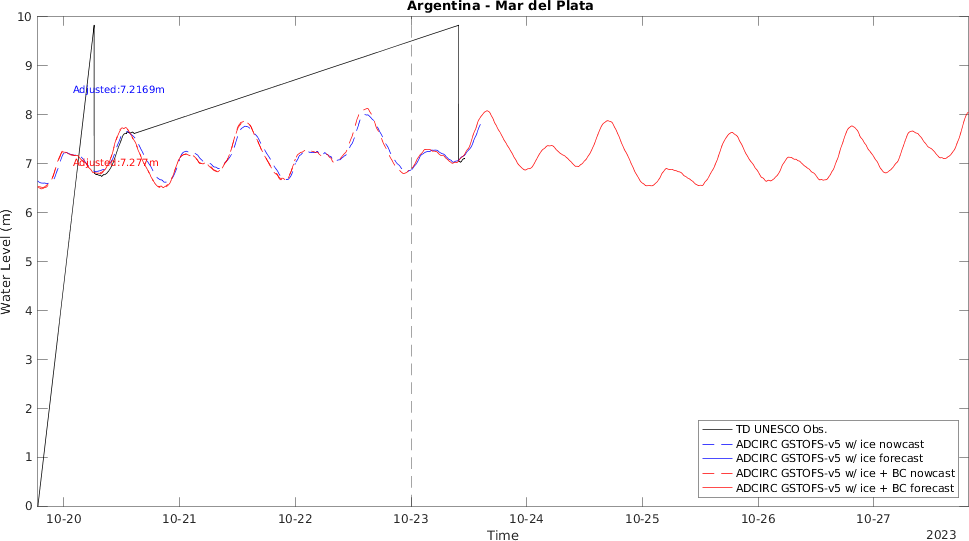 Argentina - Mar del Plata
Water Level (m)
10
9
8
7
6
5
4
3
2
1
0
Adjusted:7.2169m
Adjusted:7.277m
TD UNESCO Obs.
ADCIRC GSTOFS-v5 w/ ice nowcast
ADCIRC GSTOFS-v5 w/ ice forecast
ADCIRC GSTOFS-v5 w/ ice + BC nowcast
ADCIRC GSTOFS-v5 w/ ice + BC forecast
10-20 10-21 10-22 10-23 10-24 10-25 10-26 10-27
Time
2023